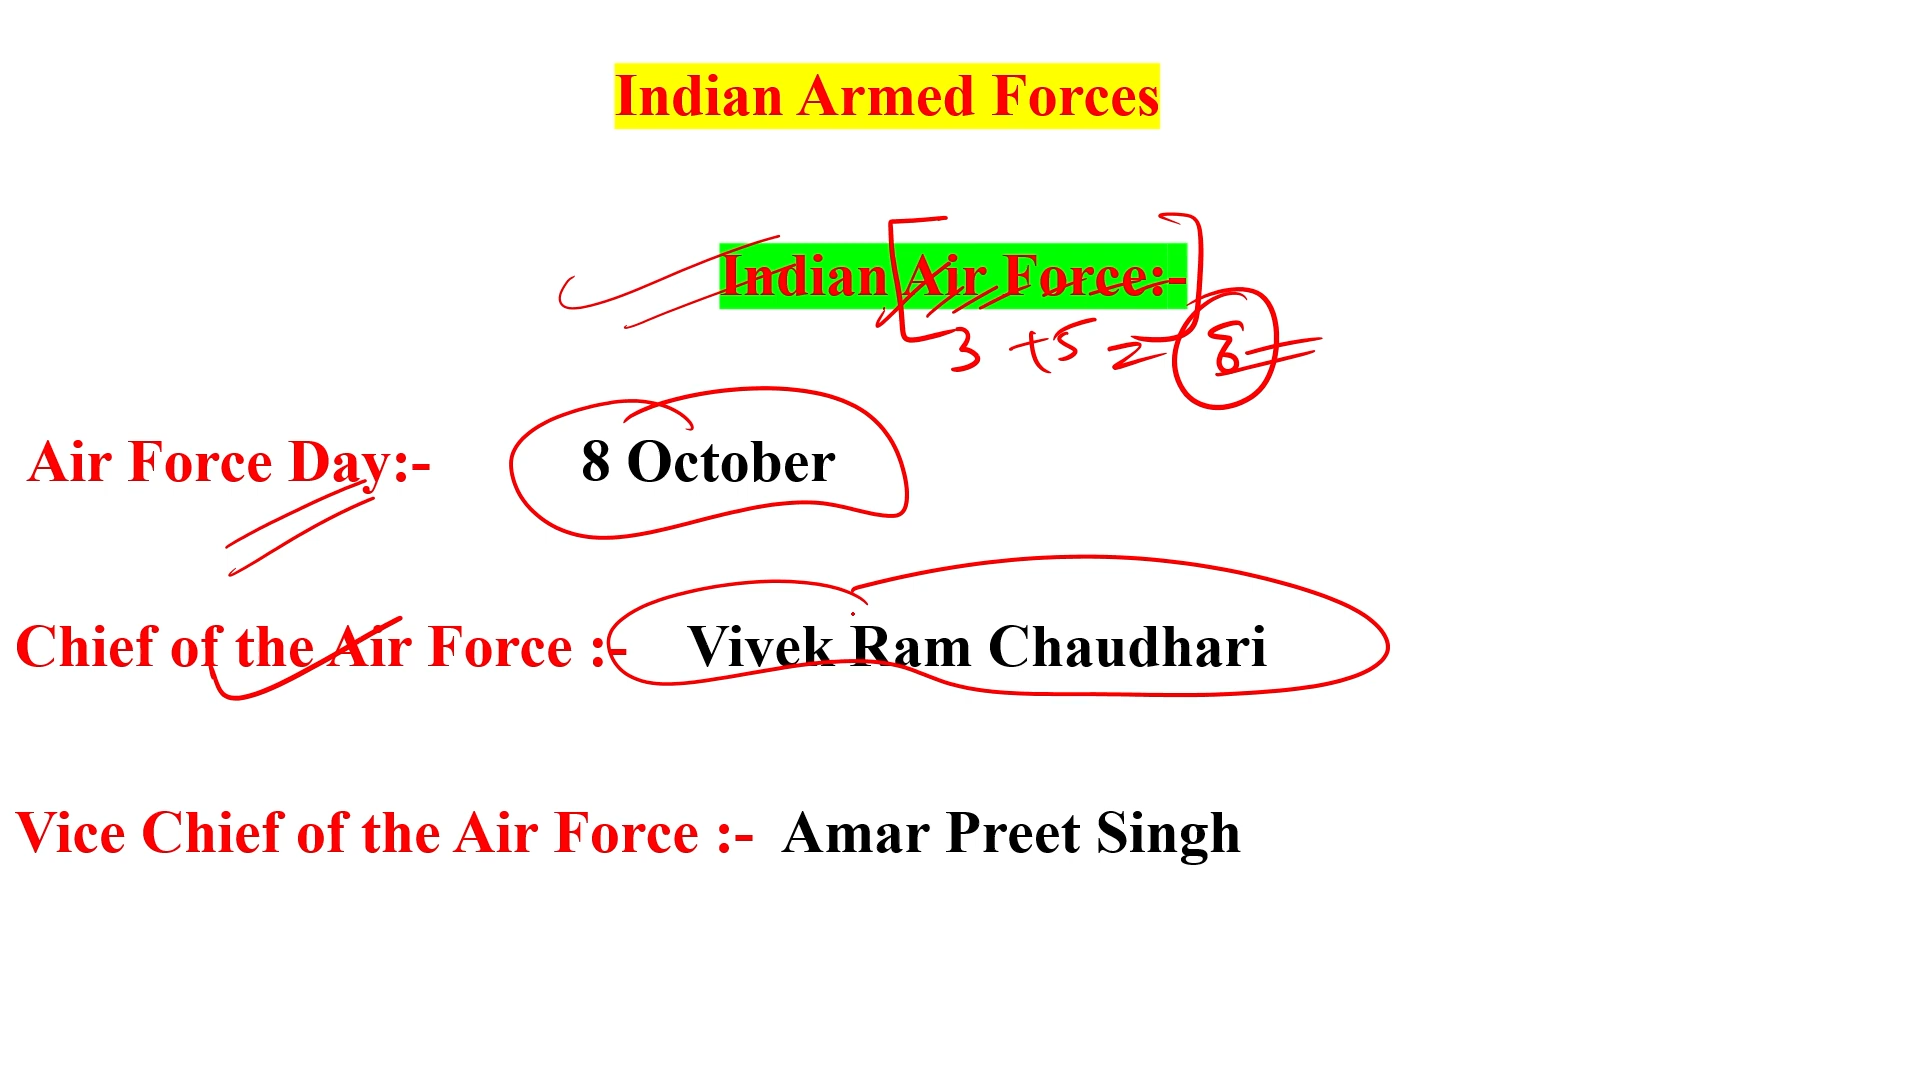 Indian Armed Forces
Indian Air Force:-
3 + 5 = 8
Air Force Day:- 8 October
Chief of the Air Force :- Vivek Ram Chaudhari
Vice Chief of the Air Force :- Amar Preet Singh